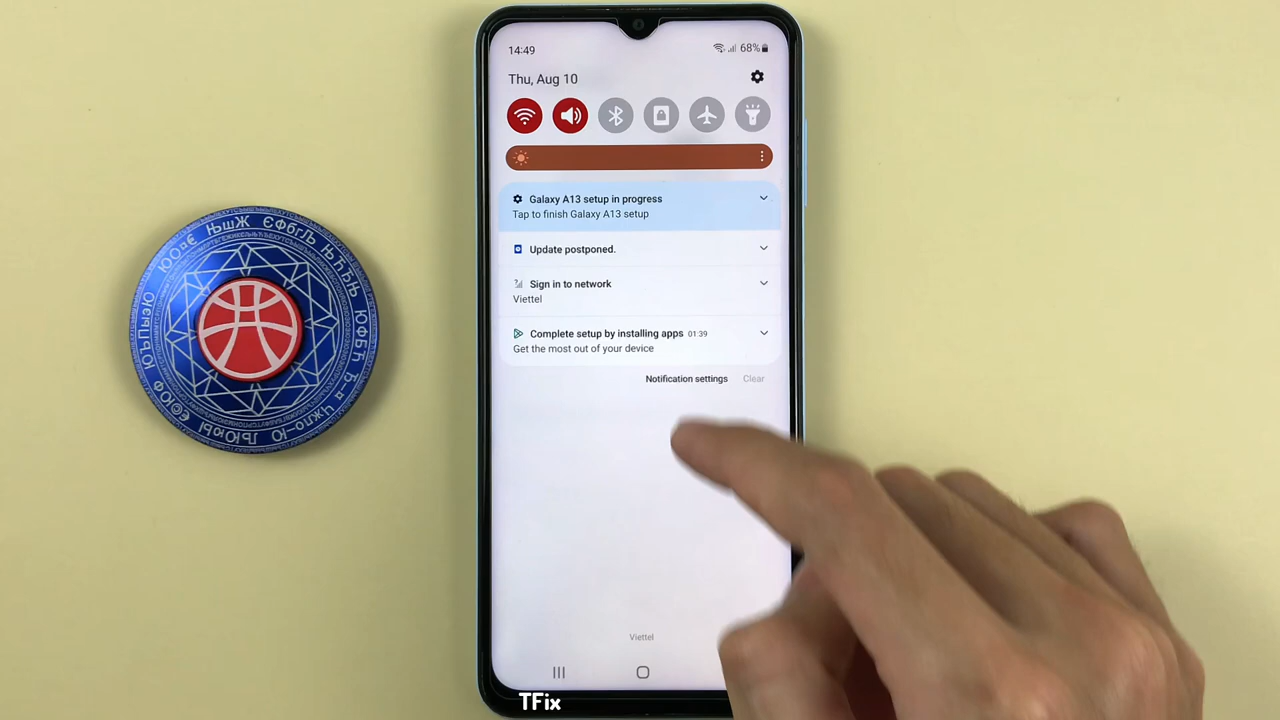 14:49
68%
Thu, Aug 10
Galaxy A13 setup in progress
Tap to finish Galaxy A13 setup
Update postponed.
Sign in to network
Viettel
Complete setup by installing apps 01:39
Get the most out of your device
Notification settings Clear
Viettel
TFix